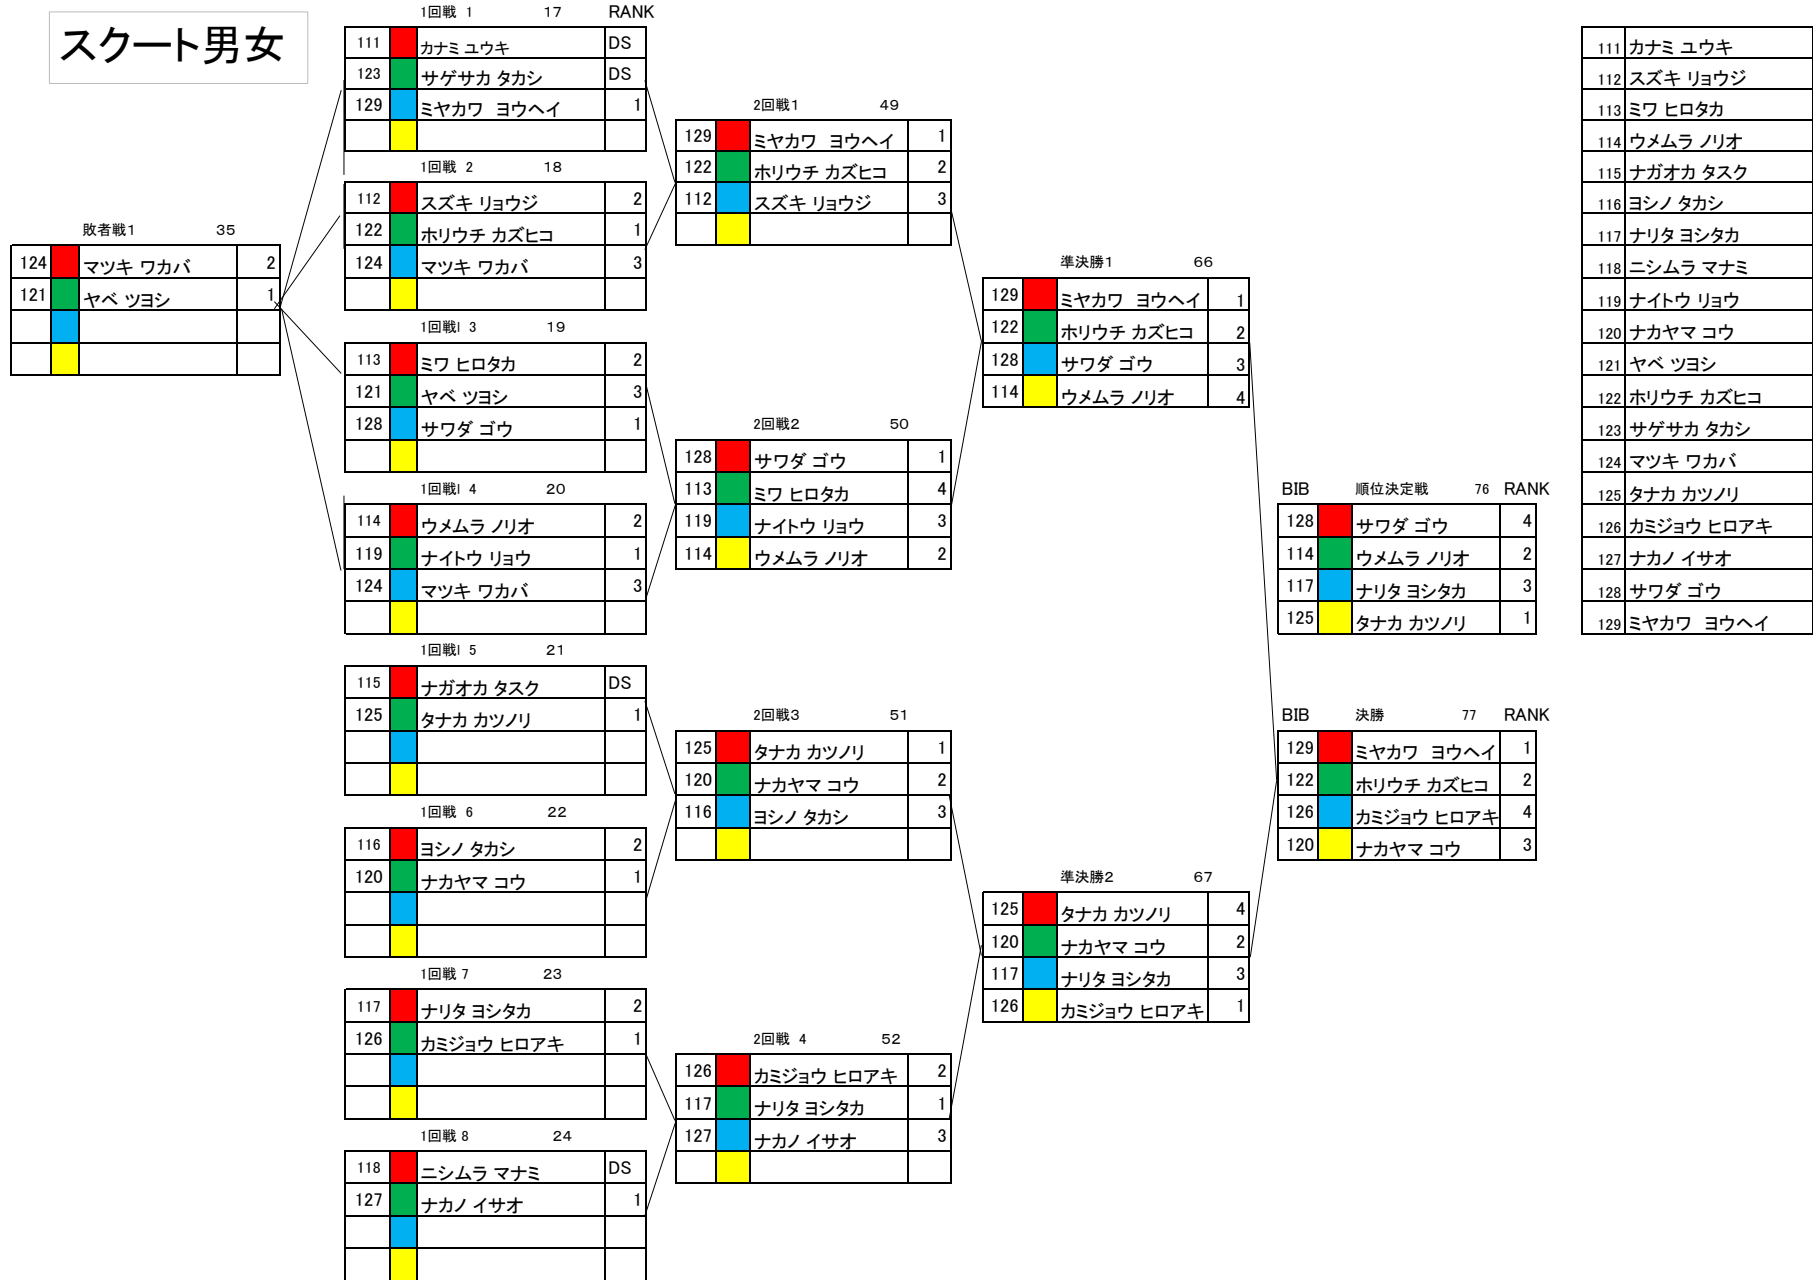 スクート男女
敗者戦1 35
124 マツキ ワカバ 2
121 ヤベ ツヨシ 1
1回戦 1 17 RANK
111 カナミ ユウキ DS
123 サゲサカ タカシ DS
129 ミヤカワ ヨウヘイ 1
1回戦 2 18
112 スズキ リョウジ 2
122 ホリウチ カズヒコ 1
124 マツキ ワカバ 3
1回戦l 3 19
113 ミワ ヒロタカ 2
121 ヤベ ツヨシ 3
128 サワダ ゴウ 1
1回戦l 4 20
114 ウメムラ ノリオ 2
119 ナイトウ リョウ 1
124 マツキ ワカバ 3
1回戦l 5 21
115 ナガオカ タスク DS
125 タナカ カツノリ 1
1回戦 6 22
116 ヨシノ タカシ 2
120 ナカヤマ コウ 1
1回戦 7 23
117 ナリタ ヨシタカ 2
126 カミジョウ ヒロアキ 1
1回戦 8 24
118 ニシムラ マナミ DS
127 ナカノ イサオ 1
2回戦1 49
129 ミヤカワ ヨウヘイ 1
122 ホリウチ カズヒコ 2
112 スズキ リョウジ 3
2回戦2 50
128 サワダ ゴウ 1
113 ミワ ヒロタカ 4
119 ナイトウ リョウ 3
114 ウメムラ ノリオ 2
2回戦3 51
125 タナカ カツノリ 1
120 ナカヤマ コウ 2
116 ヨシノ タカシ 3
2回戦 4 52
126 カミジョウ ヒロアキ 2
117 ナリタ ヨシタカ 1
127 ナカノ イサオ 3
準決勝1 66
129 ミヤカワ ヨウヘイ 1
122 ホリウチ カズヒコ 2
128 サワダ ゴウ 3
114 ウメムラ ノリオ 4
準決勝2 67
125 タナカ カツノリ 4
120 ナカヤマ コウ 2
117 ナリタ ヨシタカ 3
126 カミジョウ ヒロアキ 1
BIB 順位決定戦 76 RANK
128 サワダ ゴウ 4
114 ウメムラ ノリオ 2
117 ナリタ ヨシタカ 3
125 タナカ カツノリ 1
BIB 決勝 77 RANK
129 ミヤカワ ヨウヘイ 1
122 ホリウチ カズヒコ 2
126 カミジョウ ヒロアキ 4
120 ナカヤマ コウ 3
111 カナミ ユウキ
112 スズキ リョウジ
113 ミワ ヒロタカ
114 ウメムラ ノリオ
115 ナガオカ タスク
116 ヨシノ タカシ
117 ナリタ ヨシタカ
118 ニシムラ マナミ
119 ナイトウ リョウ
120 ナカヤマ コウ
121 ヤベ ツヨシ
122 ホリウチ カズヒコ
123 サゲサカ タカシ
124 マツキ ワカバ
125 タナカ カツノリ
126 カミジョウ ヒロアキ
127 ナカノ イサオ
128 サワダ ゴウ
129 ミヤカワ ヨウヘイ